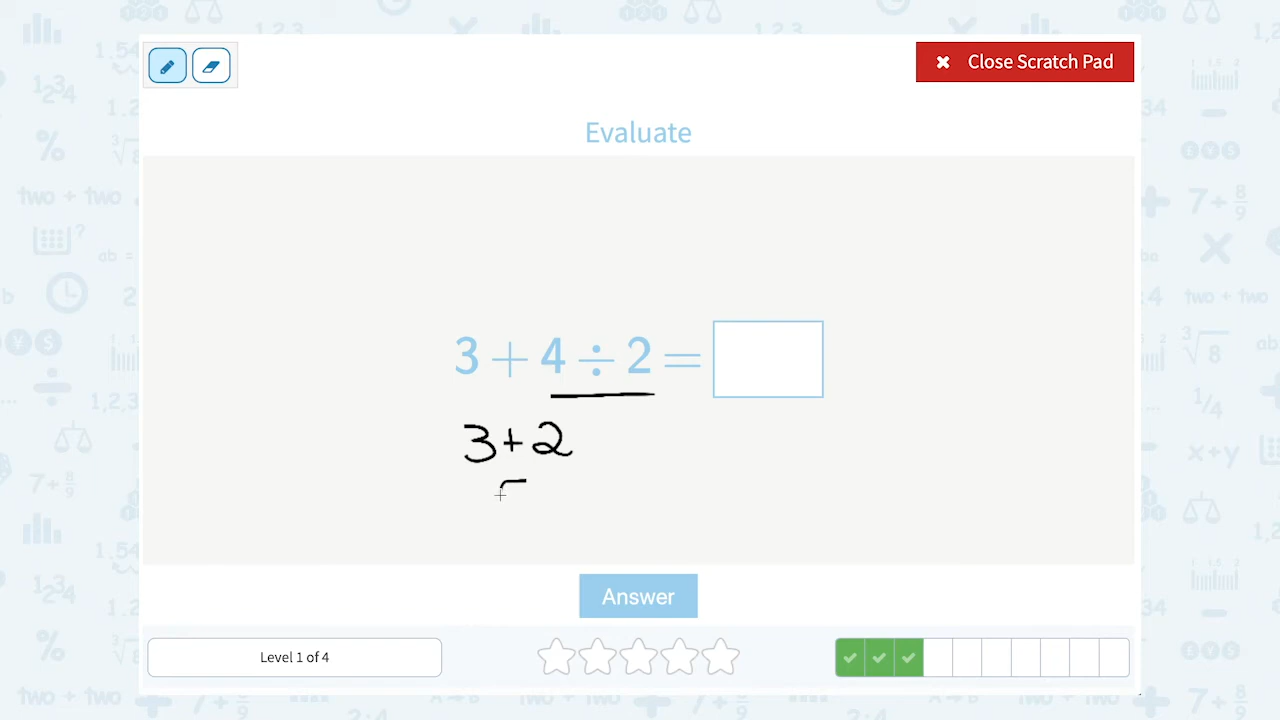 Close Scratch Pad
Evaluate
3 + 4 ÷ 2 =
3+2
Answer
Level 1 of 4